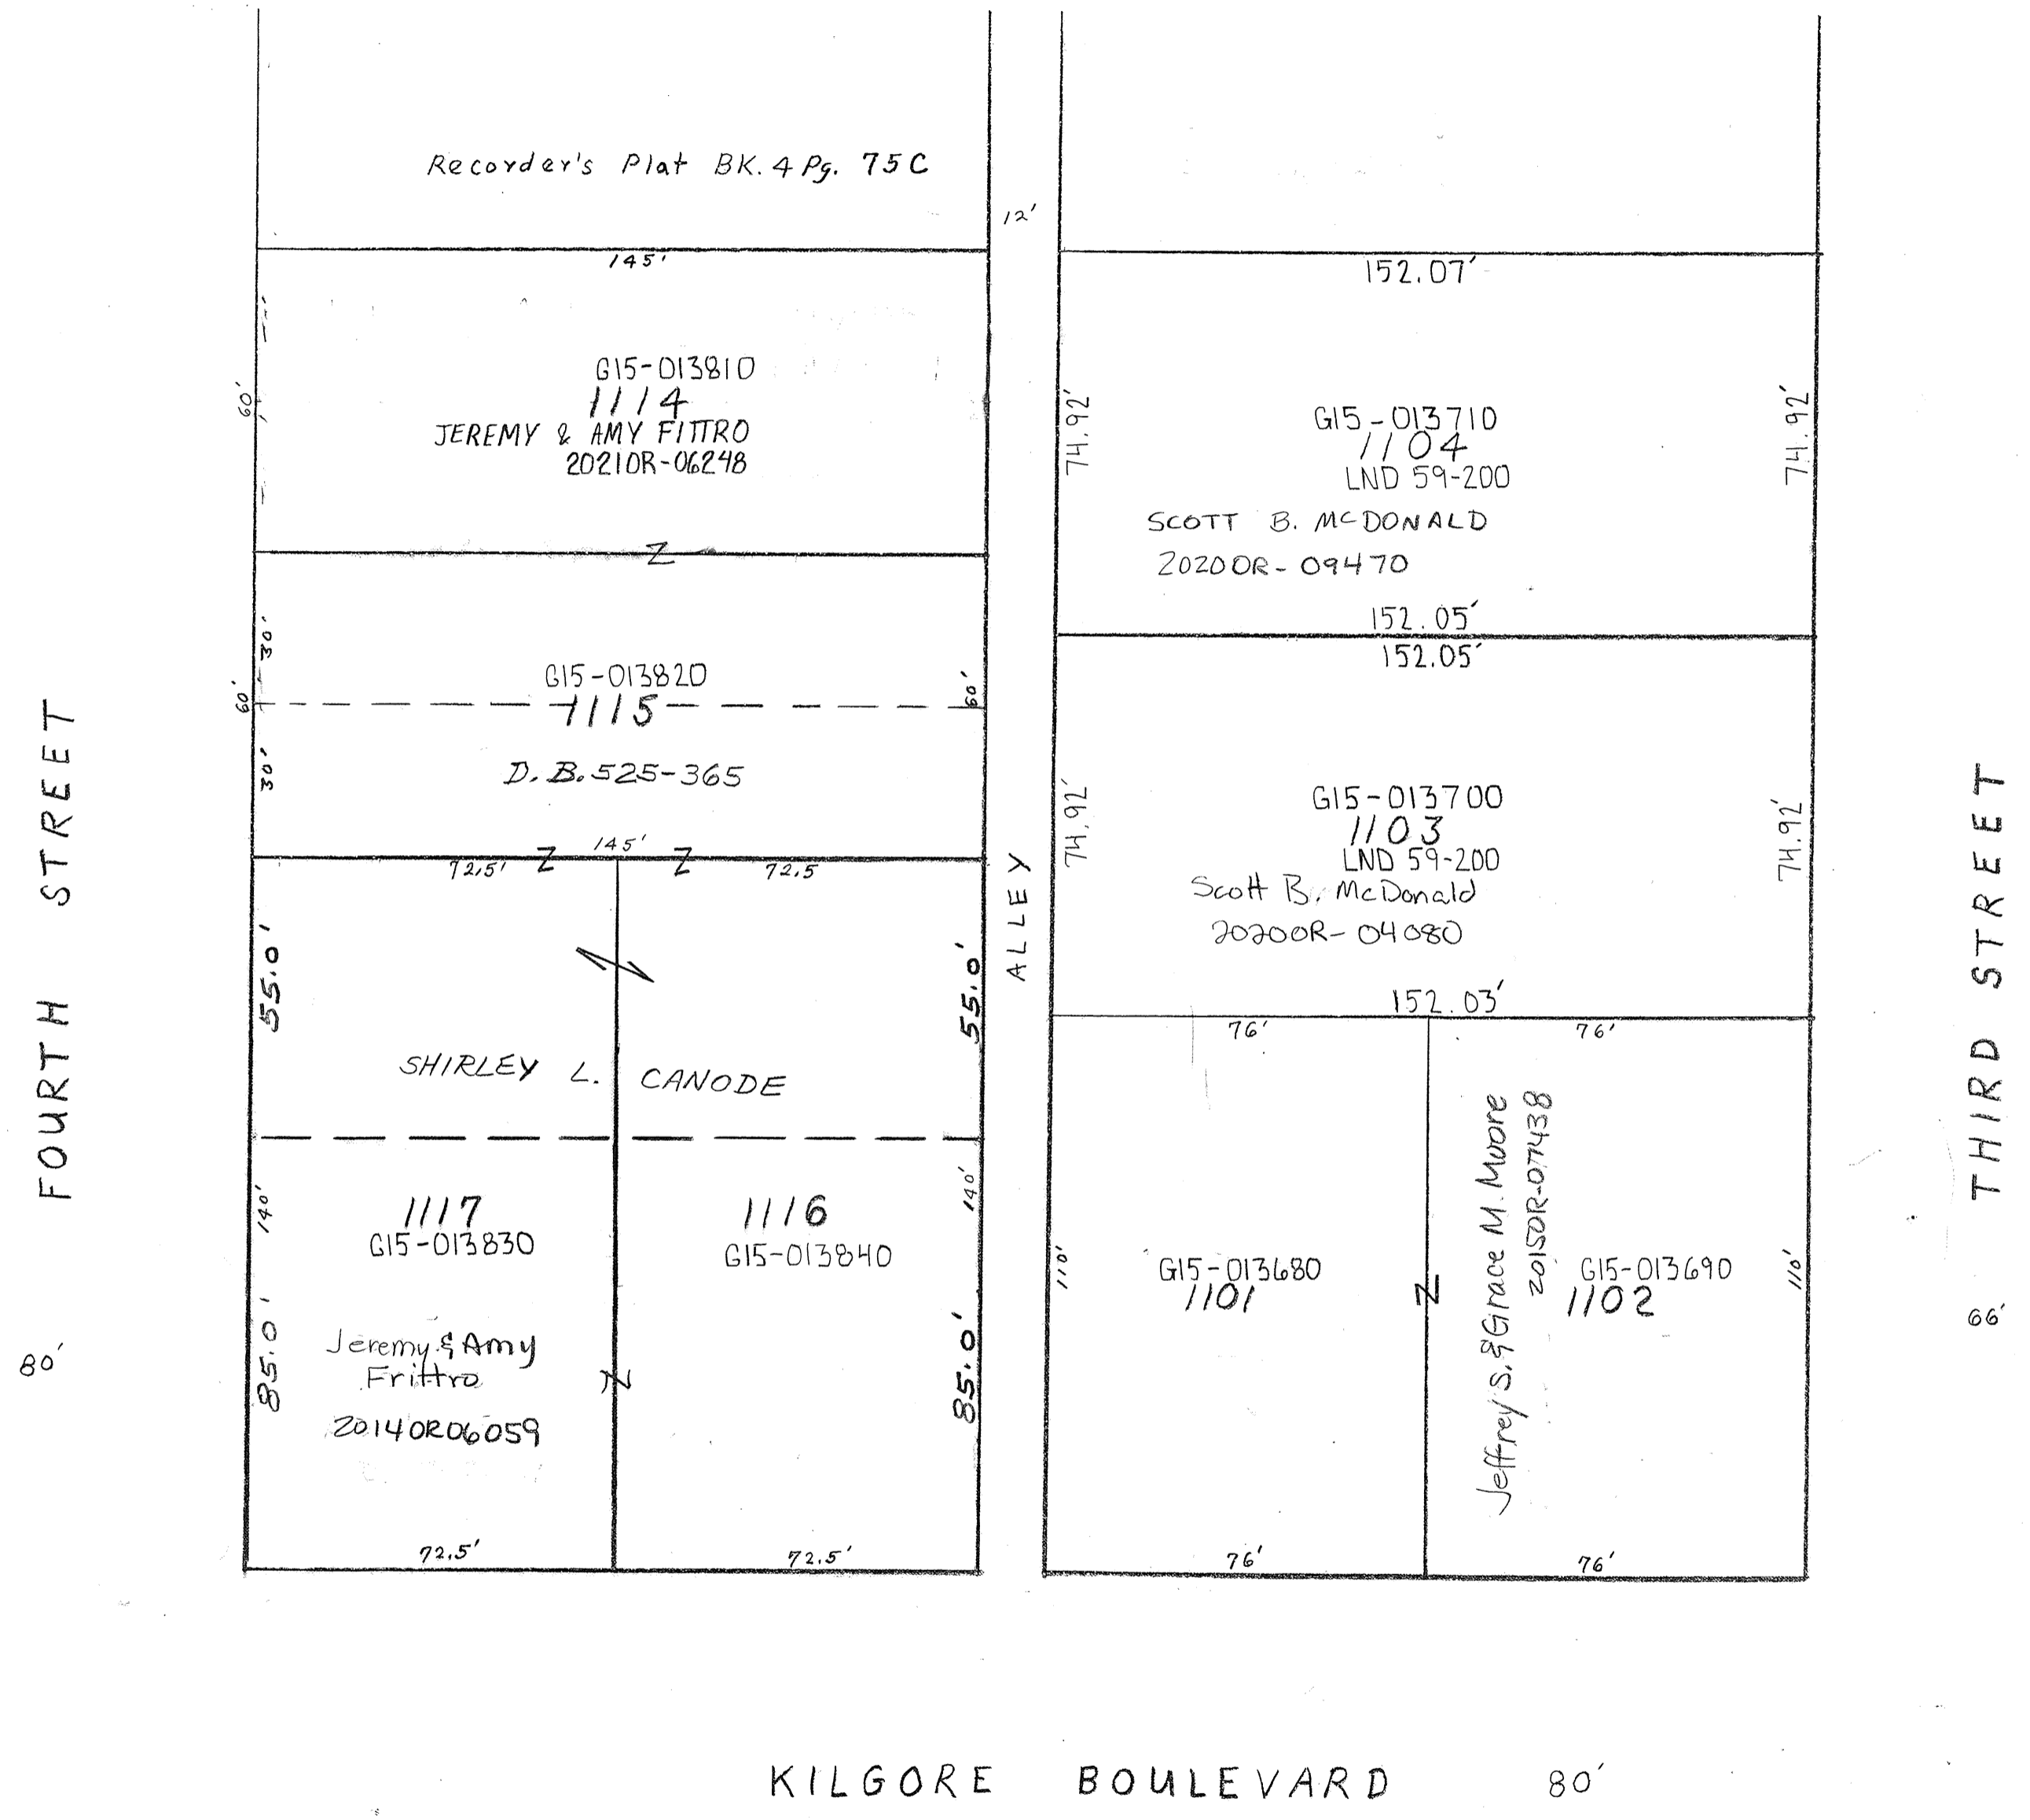 Recorder's Plat BK. 4 Pg. 75C
12'
145'
60'
G15-013810
1114
JEREMY & AMY FITTRO
2021OR-06248
Z
30'
60'
30'
G15-013820
1115
60'
D.B. 525-365
145'
72.5'
Z
Z
72.5
55.0'
55.0'
SHIRLEY L. CANODE
140'
140'
1117
G15-013830
1116
G15-013840
85.0'
85.0'
Jeremy & Amy
Frittro
2014OR06059
Z
72.5'
72.5'
FOURTH STREET
80'
ALLEY
152.07'
74.92'
74.92'
G15-013710
1104
LND 59-200
SCOTT B. McDONALD
2020OR-09470
152.05'
152.05'
74.92'
74.92'
G15-013700
1103
LND 59-200
Scott B. McDonald
2020OR-04080
152.03'
76'
76'
110'
G15-013680
1101
Z
Jeffrey S. & Grace M. Moore
2015OR-07438
G15-013690
1102
110'
76'
76'
THIRD STREET
66'
KILGORE BOULEVARD 80'